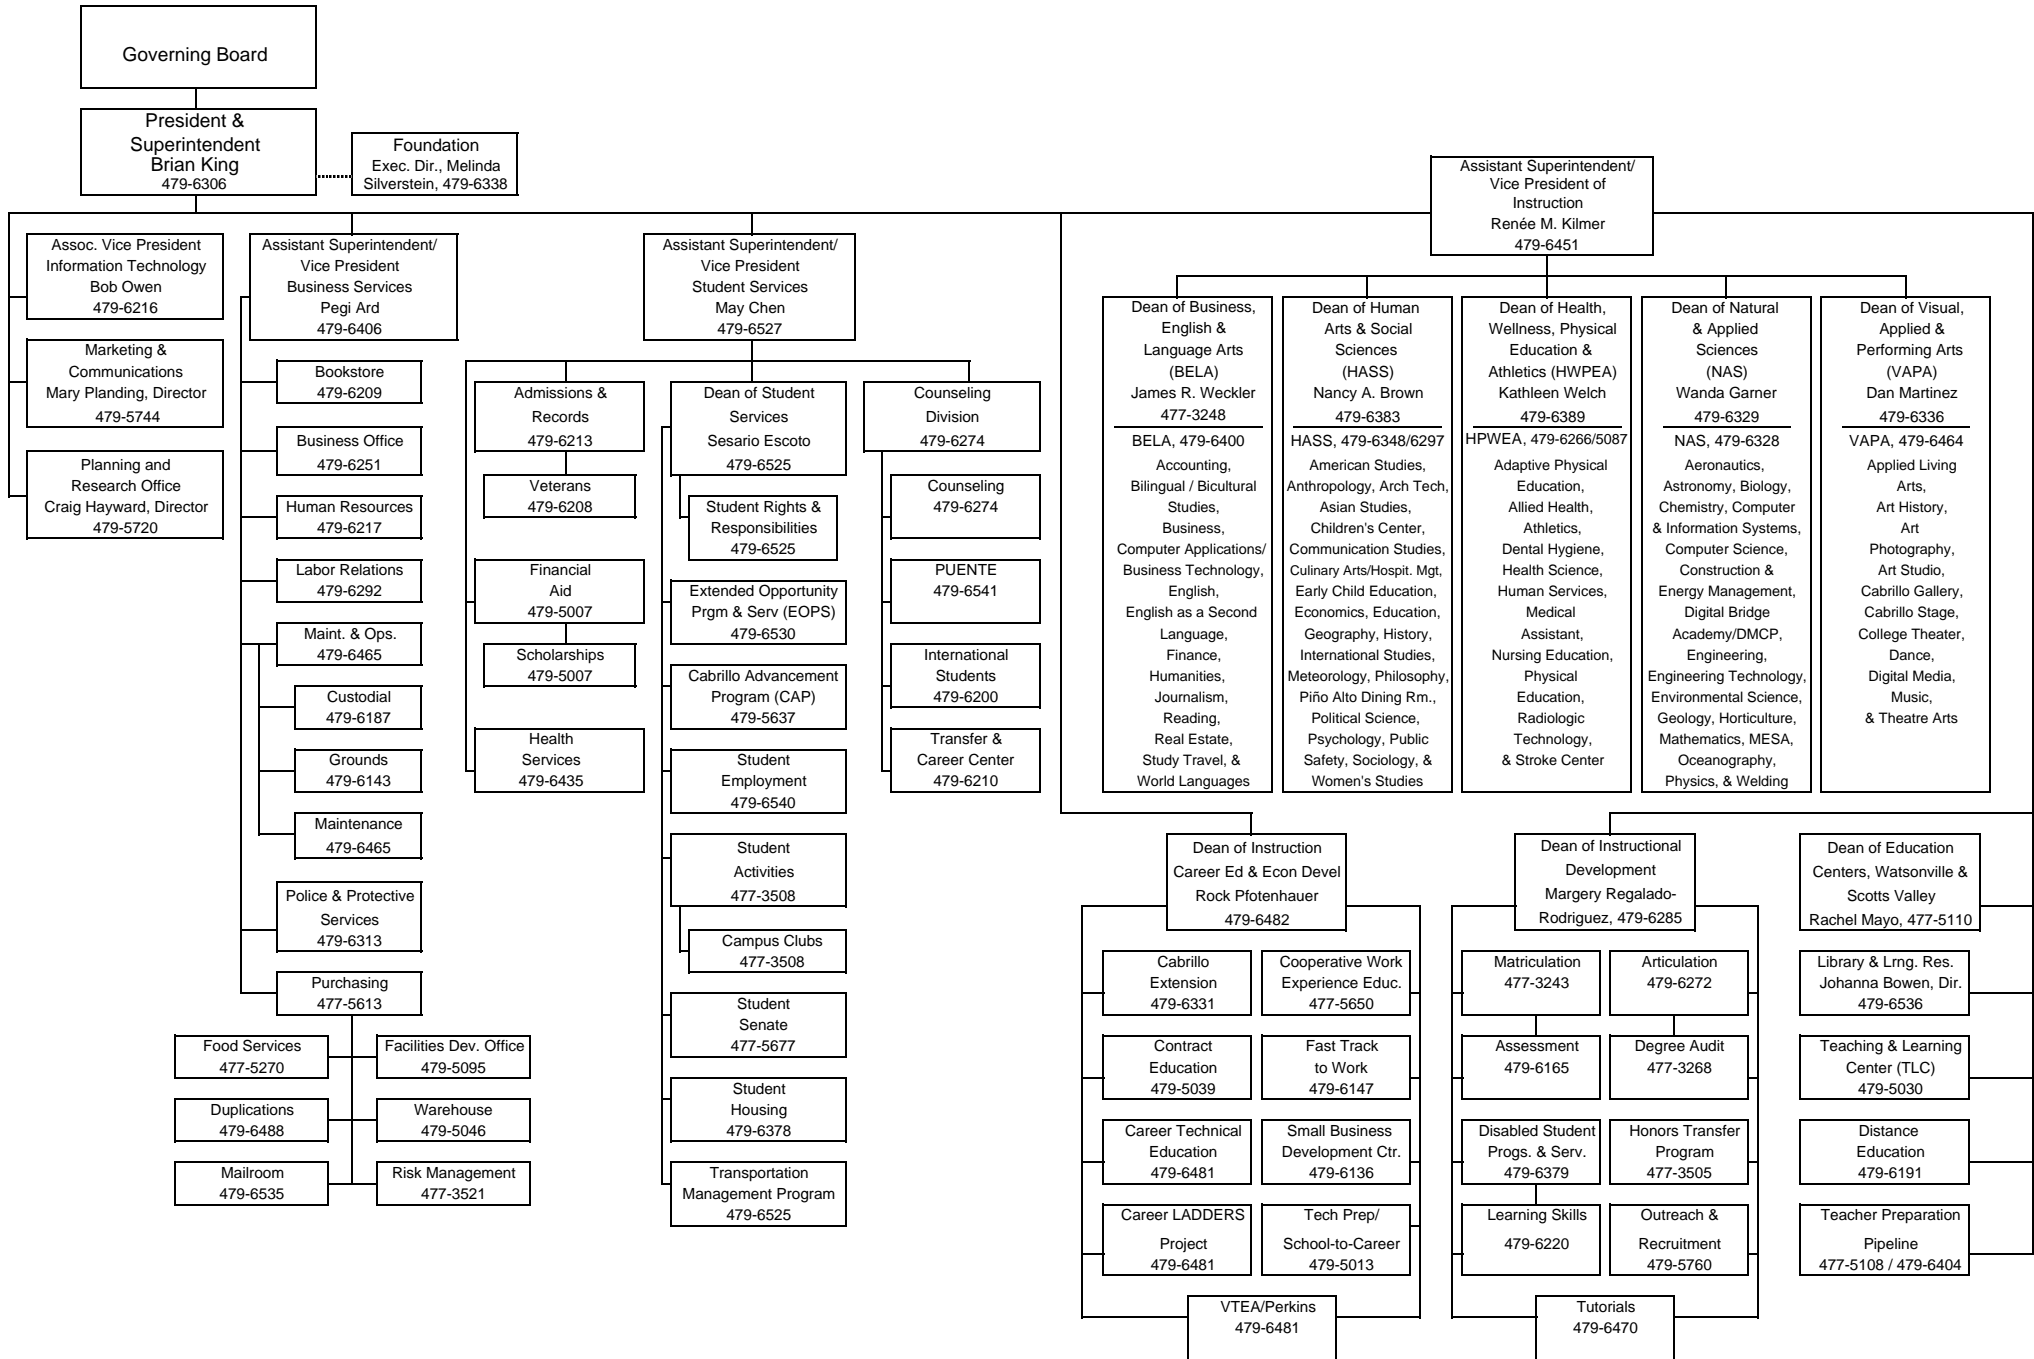 Governing Board
President &
Superintendent
Brian King
479-6306
Foundation
Exec. Dir., Melinda
Silverstein, 479-6338
Assistant Superintendent/
Vice President of
Instruction
Renée M. Kilmer
479-6451
Assoc. Vice President
Information Technology
Bob Owen
479-6216
Marketing &
Communications
Mary Planding, Director
479-5744
Planning and
Research Office
Craig Hayward, Director
479-5720
Assistant Superintendent/
Vice President
Business Services
Pegi Ard
479-6406
Bookstore
479-6209
Business Office
479-6251
Human Resources
479-6217
Labor Relations
479-6292
Maint. & Ops.
479-6465
Custodial
479-6187
Grounds
479-6143
Maintenance
479-6465
Police & Protective
Services
479-6313
Purchasing
477-5613
Food Services
477-5270
Facilities Dev. Office
479-5095
Duplications
479-6488
Warehouse
479-5046
Mailroom
479-6535
Risk Management
477-3521
Assistant Superintendent/
Vice President
Student Services
May Chen
479-6527
Admissions &
Records
479-6213
Veterans
479-6208
Financial
Aid
479-5007
Scholarships
479-5007
Health
Services
479-6435
Dean of Student
Services
Sesario Escoto
479-6525
Student Rights &
Responsibilities
479-6525
Extended Opportunity
Prgm & Serv (EOPS)
479-6530
Cabrillo Advancement
Program (CAP)
479-5637
Student
Employment
479-6540
Student
Activities
477-3508
Campus Clubs
477-3508
Student
Senate
477-5677
Student
Housing
479-6378
Transportation
Management Program
479-6525
Counseling
Division
479-6274
Counseling
479-6274
PUENTE
479-6541
International
Students
479-6200
Transfer &
Career Center
479-6210
Dean of Business,
English &
Language Arts
(BELA)
James R. Weckler
477-3248
BELA, 479-6400
Accounting,
Bilingual / Bicultural
Studies,
Business,
Computer Applications/
Business Technology,
English,
English as a Second
Language,
Finance,
Humanities,
Journalism,
Reading,
Real Estate,
Study Travel, &
World Languages
Dean of Human
Arts & Social
Sciences
(HASS)
Nancy A. Brown
479-6383
HASS, 479-6348/6297
American Studies,
Anthropology, Arch Tech,
Asian Studies,
Children's Center,
Communication Studies,
Culinary Arts/Hospit. Mgt,
Early Child Education,
Economics, Education,
Geography, History,
International Studies,
Meteorology, Philosophy,
Piño Alto Dining Rm.,
Political Science,
Psychology, Public
Safety, Sociology, &
Women's Studies
Dean of Health,
Wellness, Physical
Education &
Athletics (HWPEA)
Kathleen Welch
479-6389
HPWEA, 479-6266/5087
Adaptive Physical
Education,
Allied Health,
Athletics,
Dental Hygiene,
Health Science,
Human Services,
Medical
Assistant,
Nursing Education,
Physical
Education,
Radiologic
Technology,
& Stroke Center
Dean of Natural
& Applied
Sciences
(NAS)
Wanda Garner
479-6329
NAS, 479-6328
Aeronautics,
Astronomy, Biology,
Chemistry, Computer
& Information Systems,
Computer Science,
Construction &
Energy Management,
Digital Bridge
Academy/DMCP,
Engineering,
Engineering Technology,
Environmental Science,
Geology, Horticulture,
Mathematics, MESA,
Oceanography,
Physics, & Welding
Dean of Visual,
Applied &
Performing Arts
(VAPA)
Dan Martinez
479-6336
VAPA, 479-6464
Applied Living
Arts,
Art History,
Art
Photography,
Art Studio,
Cabrillo Gallery,
Cabrillo Stage,
College Theater,
Dance,
Digital Media,
Music,
& Theatre Arts
Dean of Instruction
Career Ed & Econ Devel
Rock Pfotenhauer
479-6482
Cabrillo
Extension
479-6331
Cooperative Work
Experience Educ.
477-5650
Contract
Education
479-5039
Fast Track
to Work
479-6147
Career Technical
Education
479-6481
Small Business
Development Ctr.
479-6136
Career LADDERS
Project
479-6481
Tech Prep/
School-to-Career
479-5013
VTEA/Perkins
479-6481
Dean of Instructional
Development
Margery Regalado-
Rodriguez, 479-6285
Matriculation
477-3243
Articulation
479-6272
Assessment
479-6165
Degree Audit
477-3268
Disabled Student
Progs. & Serv.
479-6379
Honors Transfer
Program
477-3505
Learning Skills
479-6220
Outreach &
Recruitment
479-5760
Tutorials
479-6470
Dean of Education
Centers, Watsonville &
Scotts Valley
Rachel Mayo, 477-5110
Library & Lrng. Res.
Johanna Bowen, Dir.
479-6536
Teaching & Learning
Center (TLC)
479-5030
Distance
Education
479-6191
Teacher Preparation
Pipeline
477-5108 / 479-6404